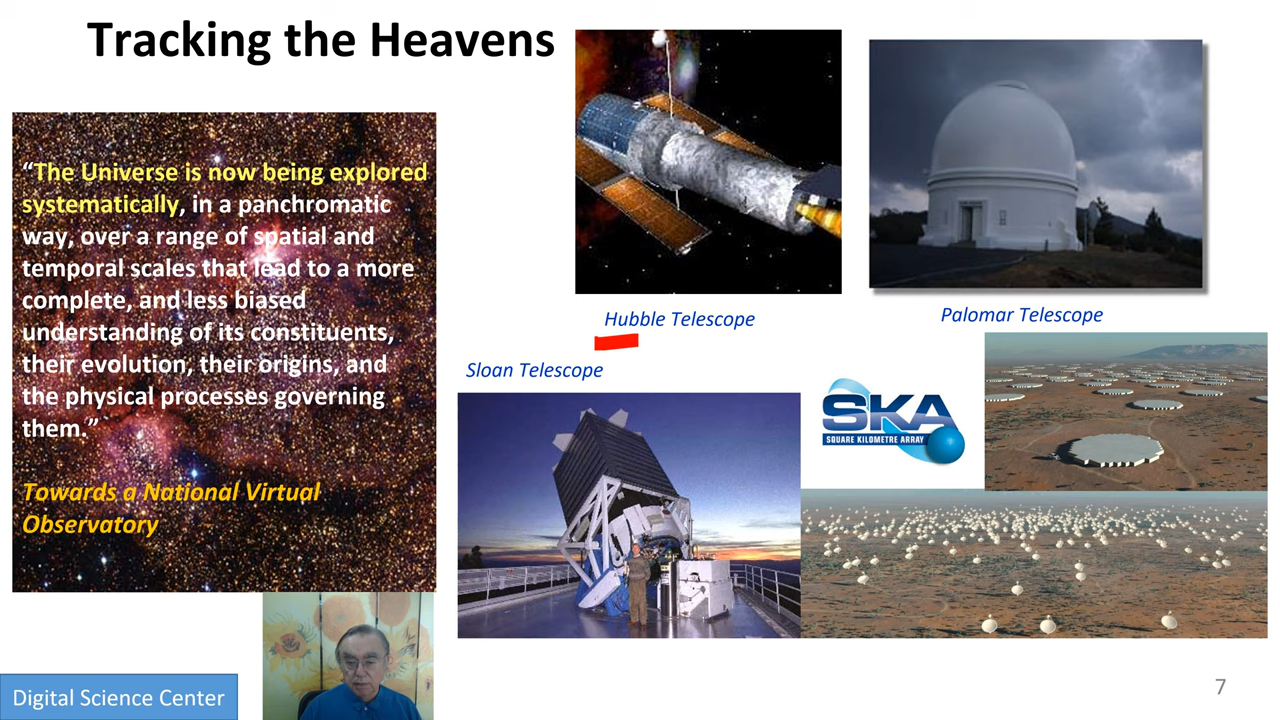 Tracking the Heavens
“The Universe is now being explored
systematically, in a panchromatic
way, over a range of spatial and
temporal scales that lead to a more
complete, and less biased
understanding of its constituents,
their evolution, their origins, and
the physical processes governing
them.”
Towards a National Virtual
Observatory
Hubble Telescope
Palomar Telescope
Sloan Telescope
SKA
SQUARE KILOMETRE ARRAY
Digital Science Center
7